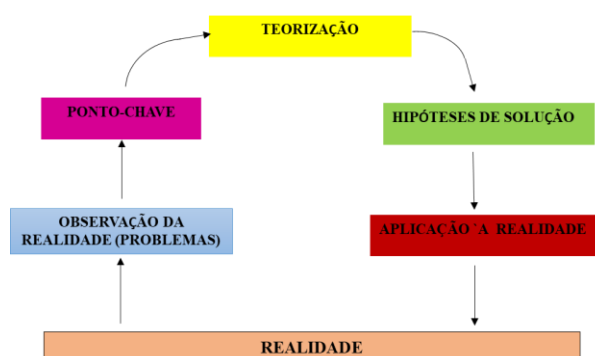 TEORIZAÇÃO
PONTO-CHAVE
HIPÓTESES DE SOLUÇÃO
OBSERVAÇÃO DA
REALIDADE (PROBLEMAS)
APLICAÇÃO `A REALIDADE
REALIDADE